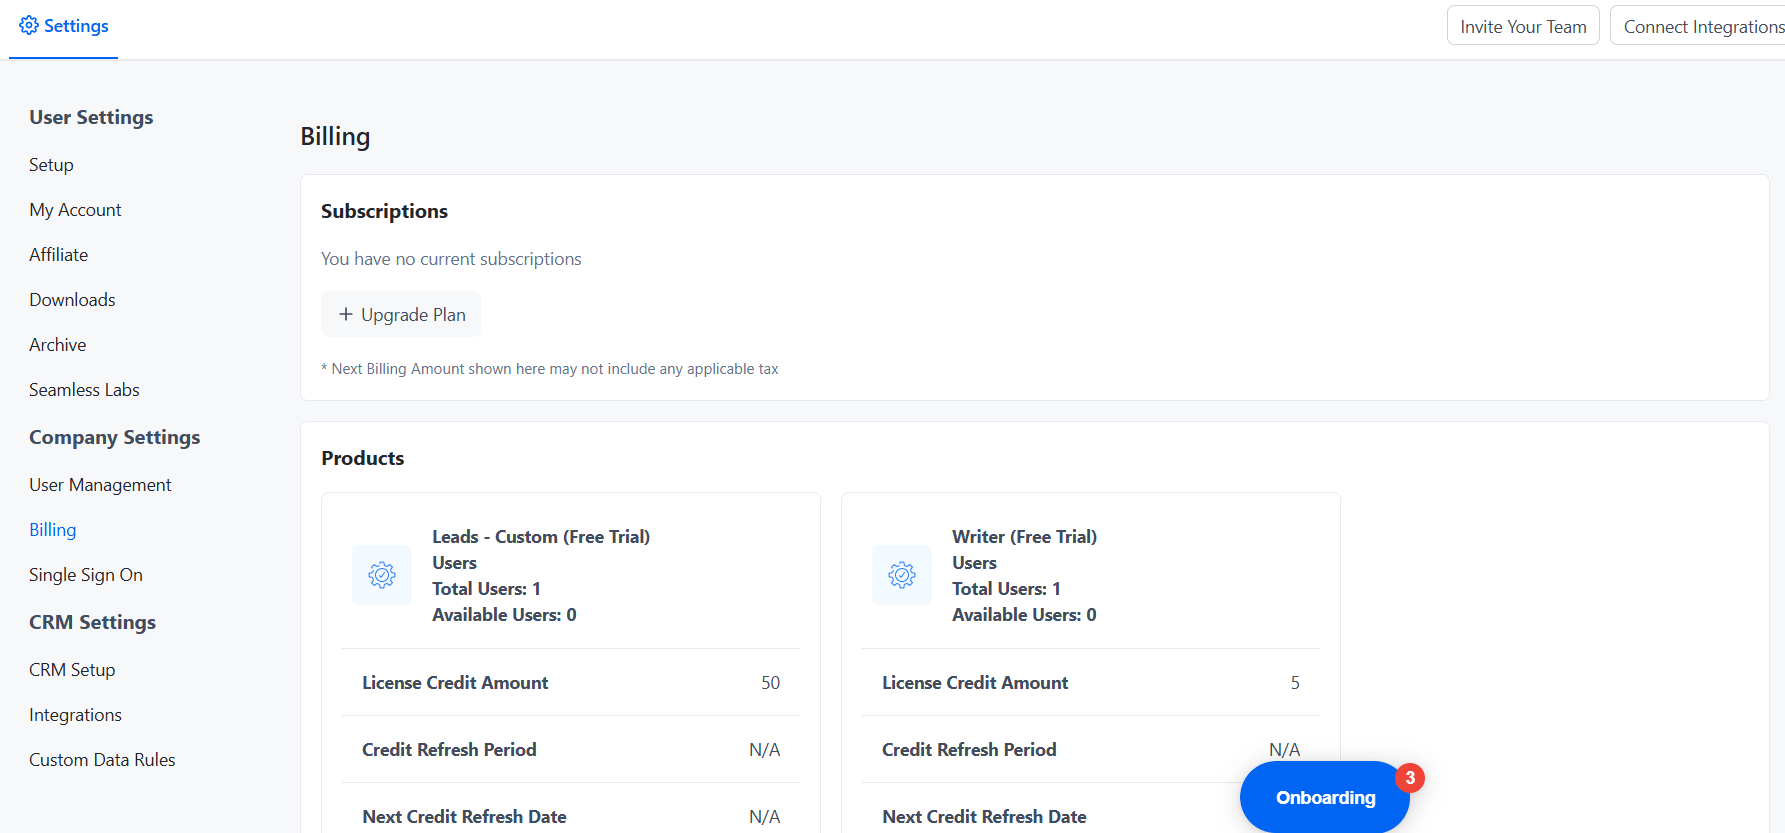 Settings
Invite Your Team
Connect Integrations
User Settings
Setup
My Account
Affiliate
Downloads
Archive
Seamless Labs
Company Settings
User Management
Billing
Single Sign On
CRM Settings
CRM Setup
Integrations
Custom Data Rules
Billing
Subscriptions
You have no current subscriptions
+ Upgrade Plan
* Next Billing Amount shown here may not include any applicable tax
Products
Leads - Custom (Free Trial)
Users
Total Users: 1
Available Users: 0
License Credit Amount 50
Credit Refresh Period N/A
Next Credit Refresh Date N/A
Writer (Free Trial)
Users
Total Users: 1
Available Users: 0
License Credit Amount 5
Credit Refresh Period N/A
Next Credit Refresh Date
Onboarding
3